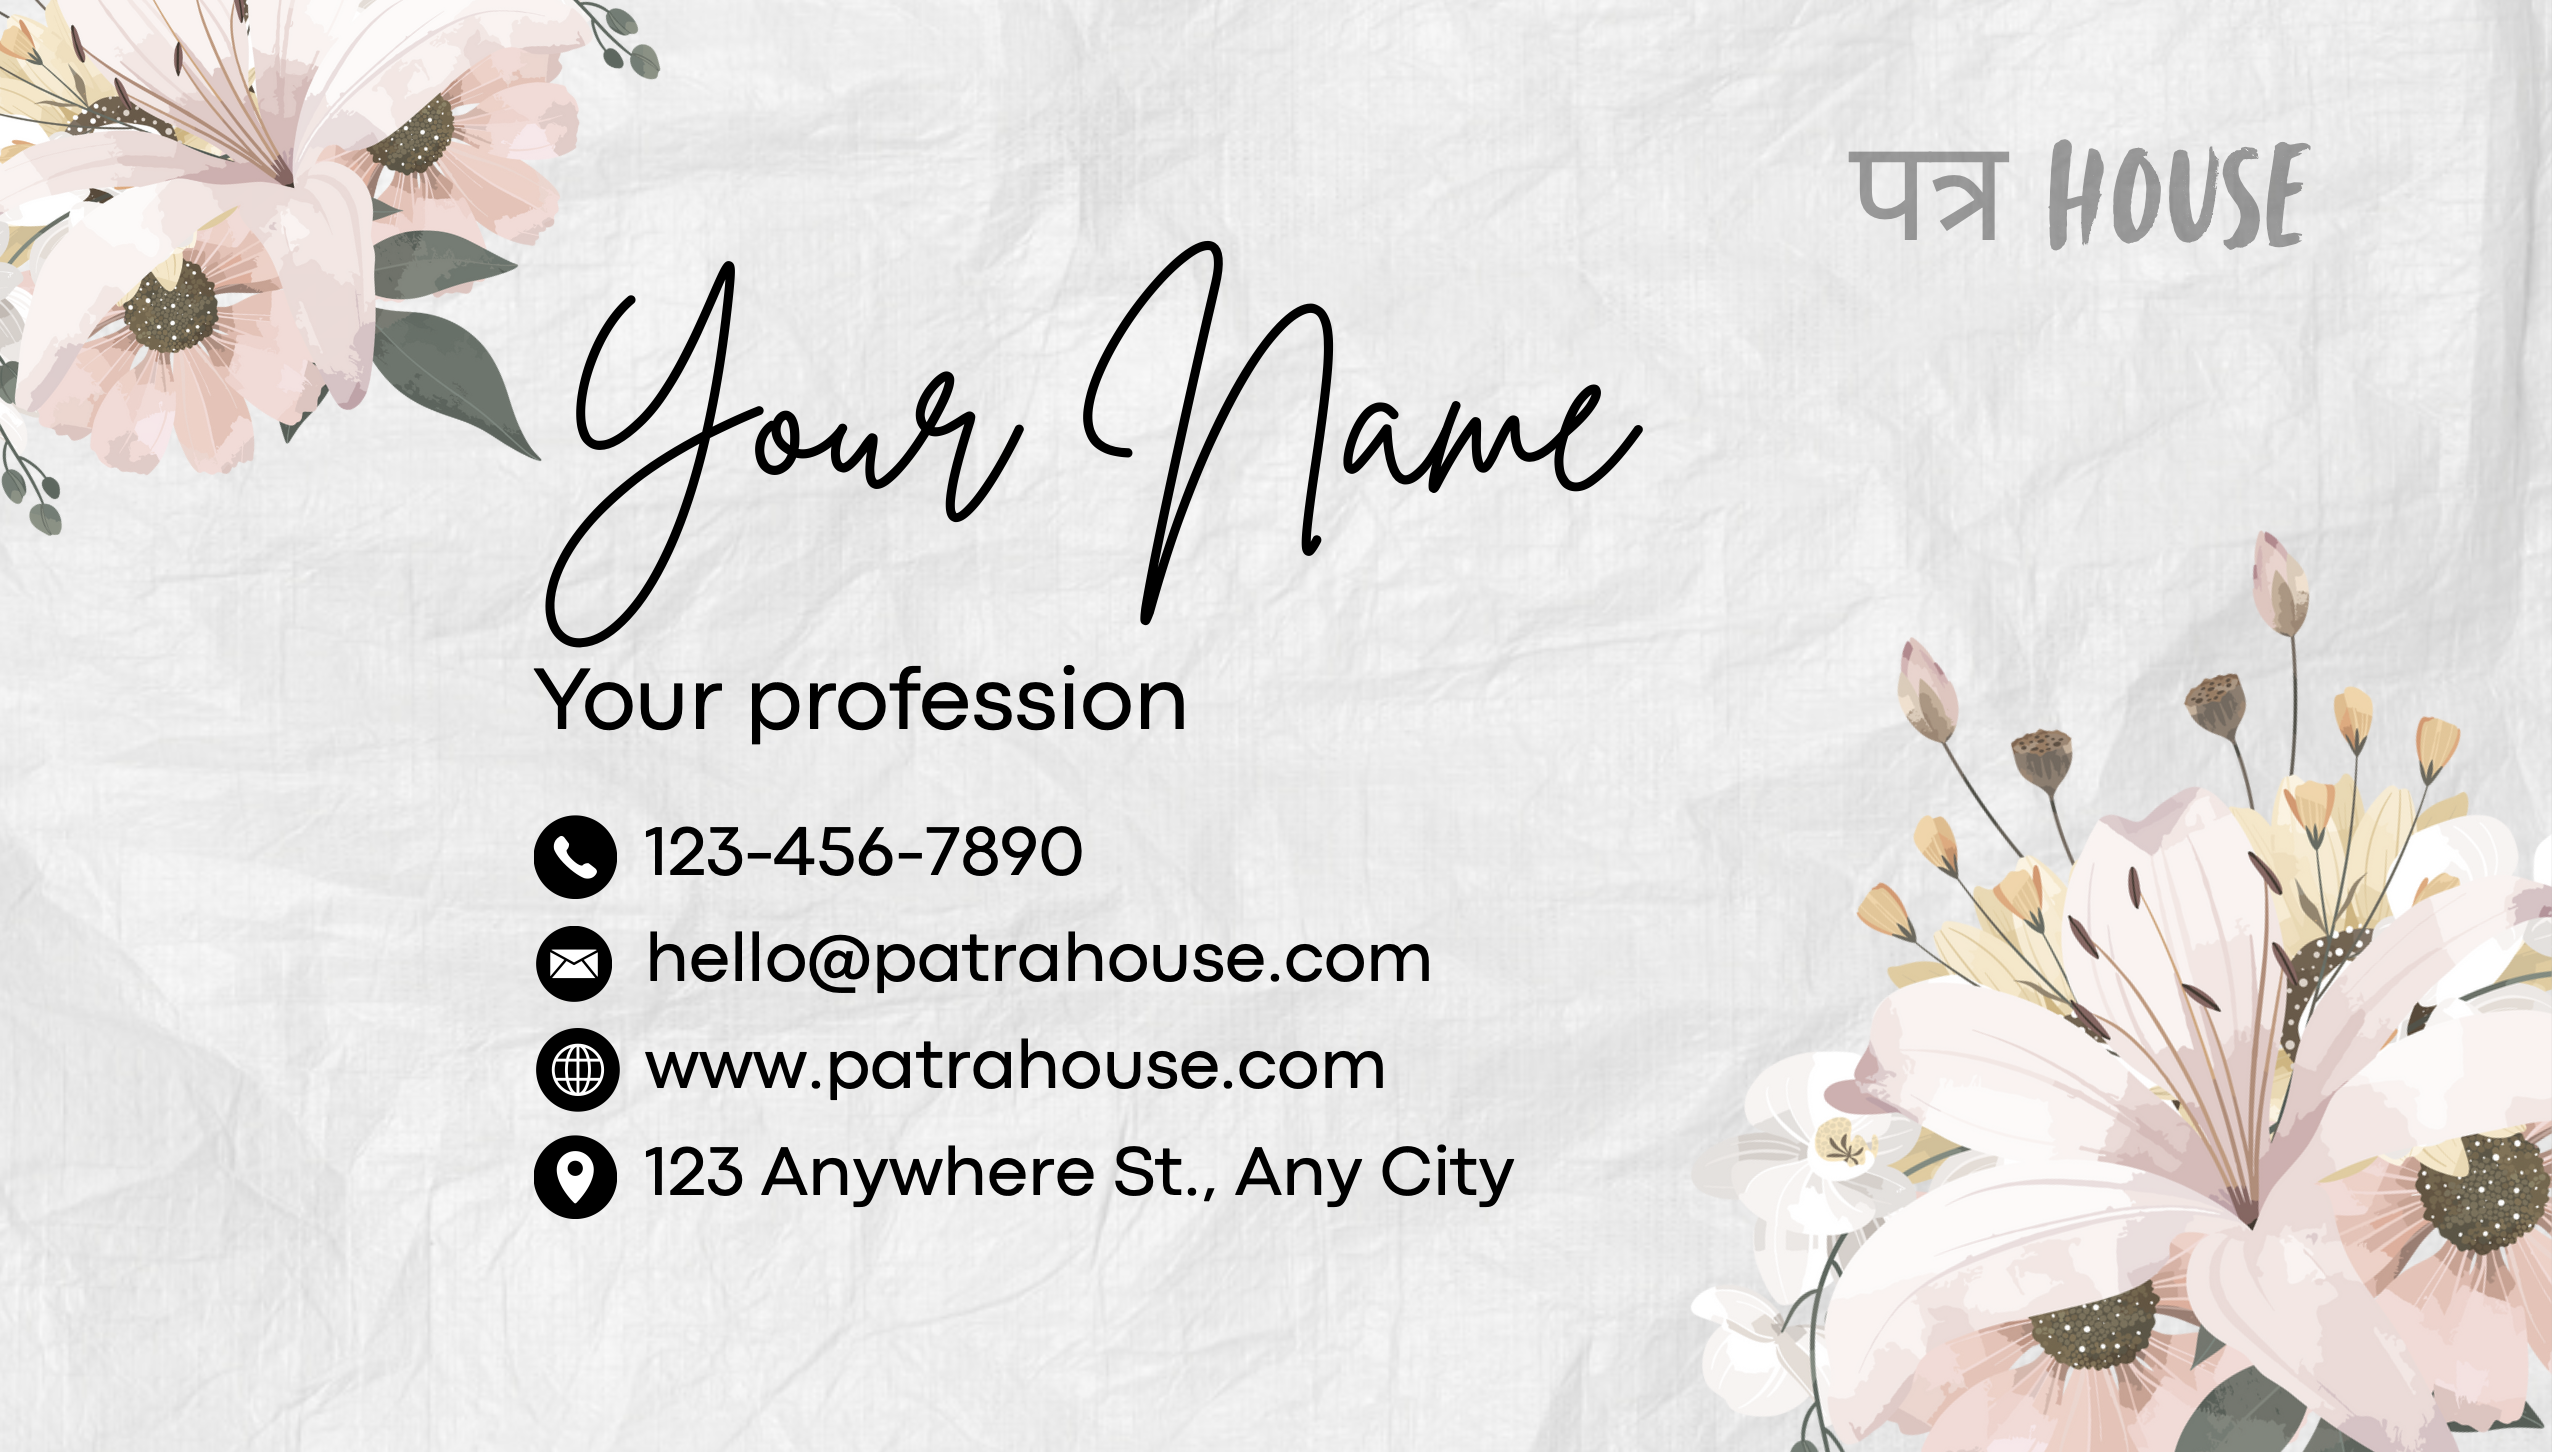 पत्र HOUSE
Your Name
Your profession
123-456-7890
hello@patrahouse.com
www.patrahouse.com
123 Anywhere St., Any City